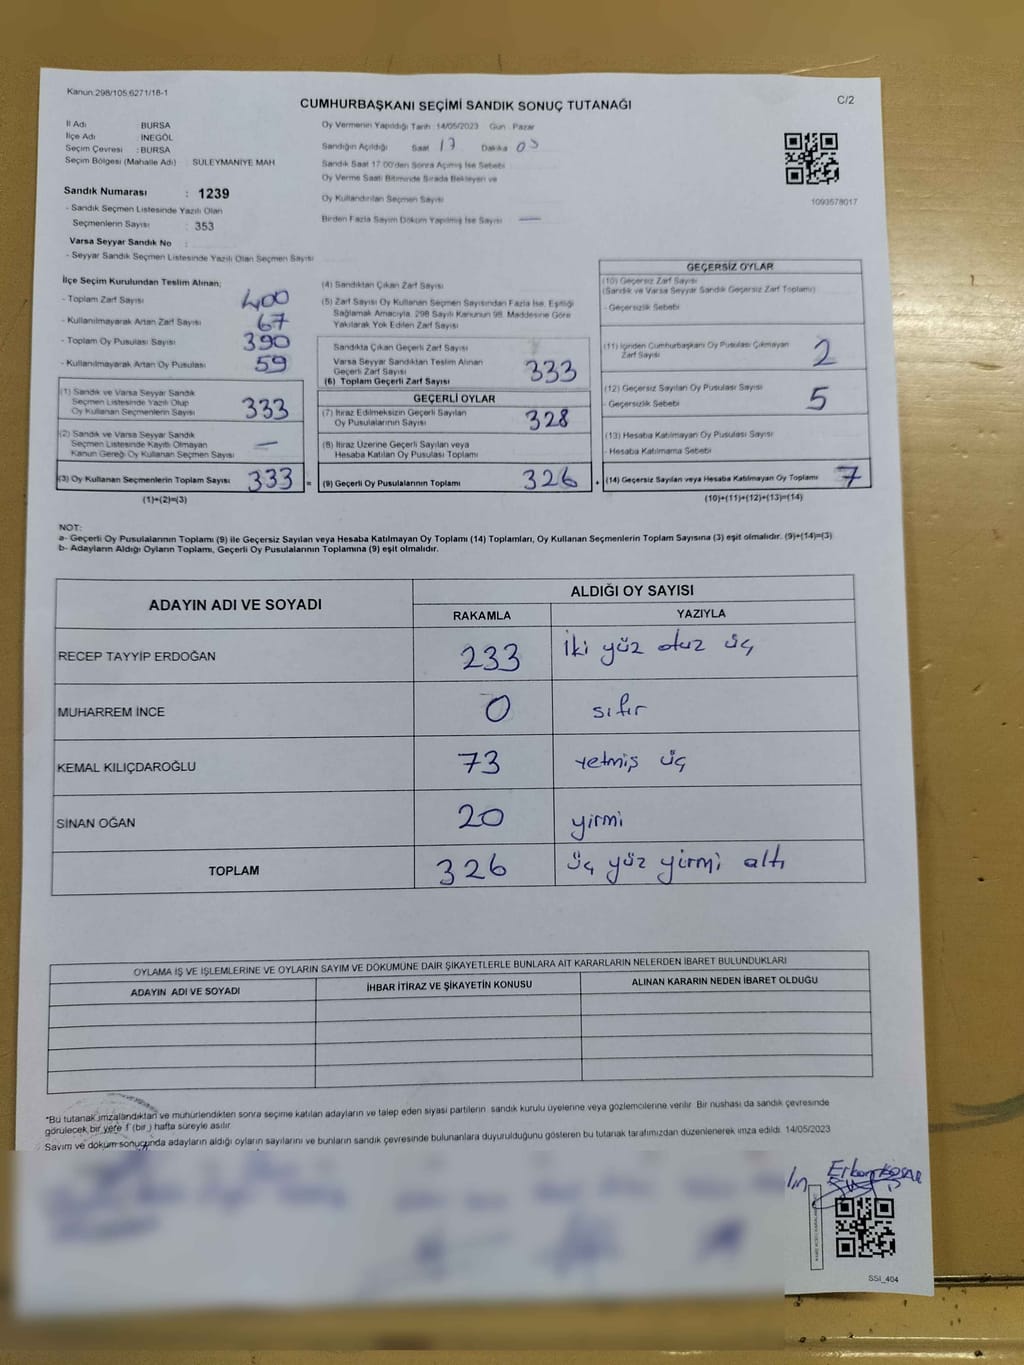 Kanun 298/105 6271/18-1
CUMHURBAŞKANI SEÇİMİ SANDIK SONUÇ TUTANAĞI
C/2
İl Adı BURSA
İlçe Adı İNEGÖL
Seçim Çevresi : BURSA
Seçim Bölgesi (Mahalle Adı) : SÜLEYMANİYE MAH
Sandık Numarası : 1239
- Sandık Seçmen Listesinde Yazılı Olan
Seçmenlerin Sayısı : 353
Varsa Seyyar Sandık No :
- Seyyar Sandık Seçmen Listesinde Yazılı Olan Seçmen Sayısı
Oy Vermenin Yapıldığı Tarih :14/05/2023 Gün : Pazar
Sandığın Açıldığı Saat 17 Dakika 05
Sandık Saat 17:00'den Sonra Açılmış İse Sebebi
Oy Verme Saati Bitiminde Sırada Bekleyen ve
Oy Kullandırılan Seçmen Sayısı
Birden Fazla Sayım Döküm Yapılmış İse Sayısı —
1093578017
İlçe Seçim Kurulundan Teslim Alınan;
- Toplam Zarf Sayısı 400
- Kullanılmayarak Artan Zarf Sayısı 67
- Toplam Oy Pusulası Sayısı 390
- Kullanılmayarak Artan Oy Pusulası 59
(1) Sandık ve Varsa Seyyar Sandık
Seçmen Listesinde Yazılı Olup
Oy Kullanan Seçmenlerin Sayısı 333
(2) Sandık ve Varsa Seyyar Sandık
Seçmen Listesinde Kayıtlı Olmayan
Kanun Gereği Oy Kullanan Seçmen Sayısı —
(3) Oy Kullanan Seçmenlerin Toplam Sayısı 333 =
(1)+(2)=(3)
(4) Sandıktan Çıkan Zarf Sayısı
(5) Zarf Sayısı Oy Kullanan Seçmen Sayısından Fazla İse, Eşitliği
Sağlamak Amacıyla, 298 Sayılı Kanunun 98. Maddesine Göre
Yakılarak Yok Edilen Zarf Sayısı
Sandıkta Çıkan Geçerli Zarf Sayısı
Varsa Seyyar Sandıktan Teslim Alınan
Geçerli Zarf Sayısı
(6) Toplam Geçerli Zarf Sayısı 333
GEÇERLİ OYLAR
(7) İtiraz Edilmeksizin Geçerli Sayılan
Oy Pusulalarının Sayısı 328
(8) İtiraz Üzerine Geçerli Sayılan veya
Hesaba Katılan Oy Pusulası Toplamı
(9) Geçerli Oy Pusulalarının Toplamı 326 +
GEÇERSİZ OYLAR
(10) Geçersiz Zarf Sayısı
(Sandık ve Varsa Seyyar Sandık Geçersiz Zarf Toplamı)
- Geçersizlik Sebebi
(11) İçinden Cumhurbaşkanı Oy Pusulası Çıkmayan
Zarf Sayısı 2
(12) Geçersiz Sayılan Oy Pusulası Sayısı
- Geçersizlik Sebebi 5
(13) Hesaba Katılmayan Oy Pusulası Sayısı
- Hesaba Katılmama Sebebi
(14) Geçersiz Sayılan veya Hesaba Katılmayan Oy Toplamı 7
(10)+(11)+(12)+(13)=(14)
NOT:
a- Geçerli Oy Pusulalarının Toplamı (9) ile Geçersiz Sayılan veya Hesaba Katılmayan Oy Toplamı (14) Toplamları, Oy Kullanan Seçmenlerin Toplam Sayısına (3) eşit olmalıdır. (9)+(14)=(3)
b- Adayların Aldığı Oyların Toplamı, Geçerli Oy Pusulalarının Toplamına (9) eşit olmalıdır.
ADAYIN ADI VE SOYADI
ALDIĞI OY SAYISI
RAKAMLA YAZIYLA
RECEP TAYYİP ERDOĞAN 233 İki yüz otuz üç
MUHARREM İNCE 0 sıfır
KEMAL KILIÇDAROĞLU 73 yetmiş üç
SİNAN OĞAN 20 yirmi
TOPLAM 326 üç yüz yirmi altı
OYLAMA İŞ VE İŞLEMLERİNE VE OYLARIN SAYIM VE DÖKÜMÜNE DAİR ŞİKAYETLERLE BUNLARA AİT KARARLARIN NELERDEN İBARET BULUNDUKLARI
ADAYIN ADI VE SOYADI İHBAR İTİRAZ VE ŞİKAYETİN KONUSU ALINAN KARARIN NEDEN İBARET OLDUĞU
*Bu tutanak imzalandıktan ve mühürlendikten sonra seçime katılan adayların ve talep eden siyasi partilerin sandık kurulu üyelerine veya gözlemcilerine verilir. Bir nüshası da sandık çevresinde
görülecek bir yere 1 (bir ) hafta süreyle asılır.
Sayım ve döküm sonucunda adayların aldığı oyların sayılarını ve bunların sandık çevresinde bulunanlara duyurulduğunu gösteren bu tutanak tarafımızdan düzenlenerek imza edildi. 14/05/2023
SSI_404